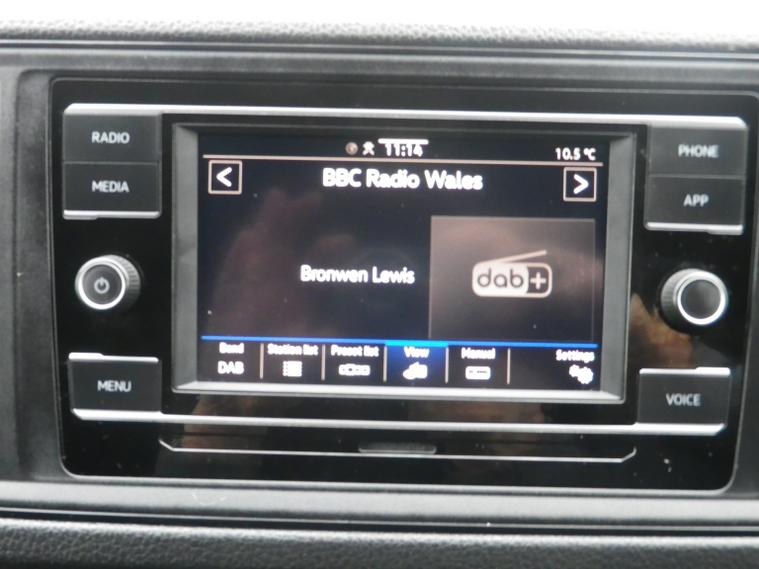 RADIO
MEDIA
MENU
11:14
10.5 °C
< BBC Radio Wales >
Bronwen Lewis
dab+
Band
DAB
Station list
Preset list
View
Manual
Settings
PHONE
APP
VOICE